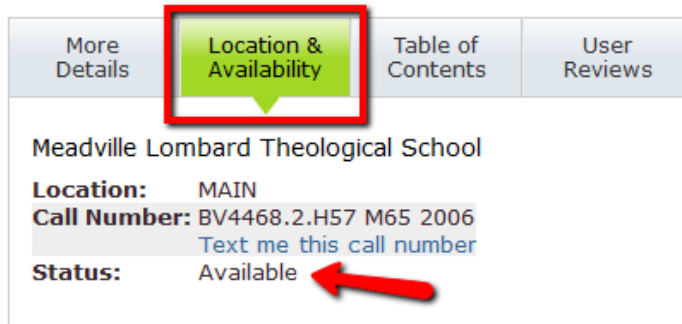 More Details
Location & Availability
Table of Contents
User Reviews
Meadville Lombard Theological School
Location: MAIN
Call Number: BV4468.2.H57 M65 2006
Text me this call number
Status: Available